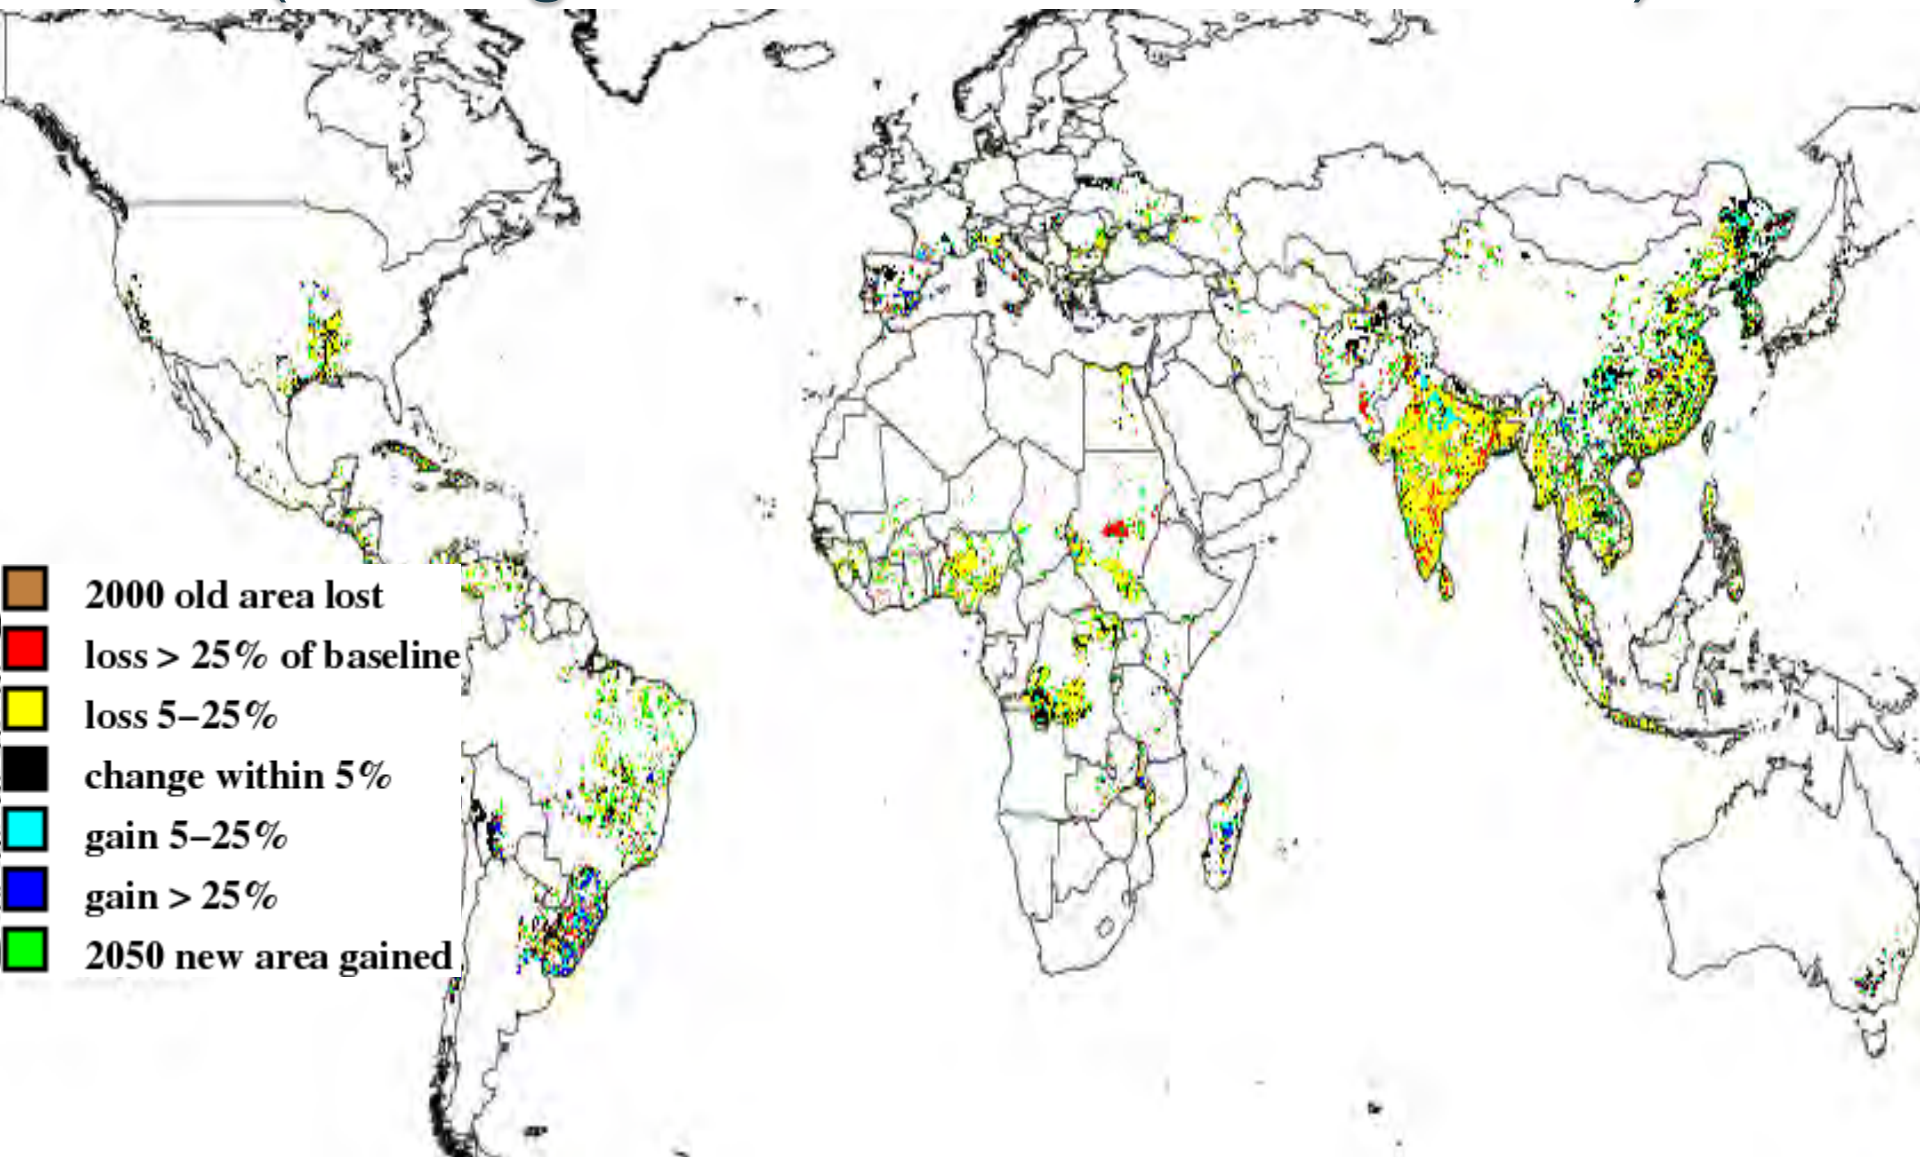 2000 old area lost
loss > 25% of baseline
loss 5–25%
change within 5%
gain 5–25%
gain > 25%
2050 new area gained